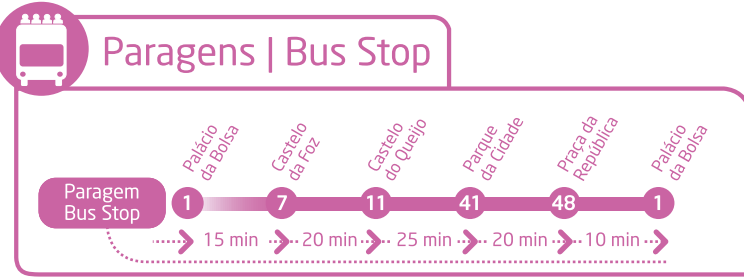 Paragens | Bus Stop
Palácio
da Bolsa
Castelo
da Foz
Castelo
do Queijo
Parque
da Cidade
Praça da
República
Palácio
da Bolsa
Paragem
Bus Stop
1 7 11 41 48 1
15 min 20 min 25 min 20 min 10 min